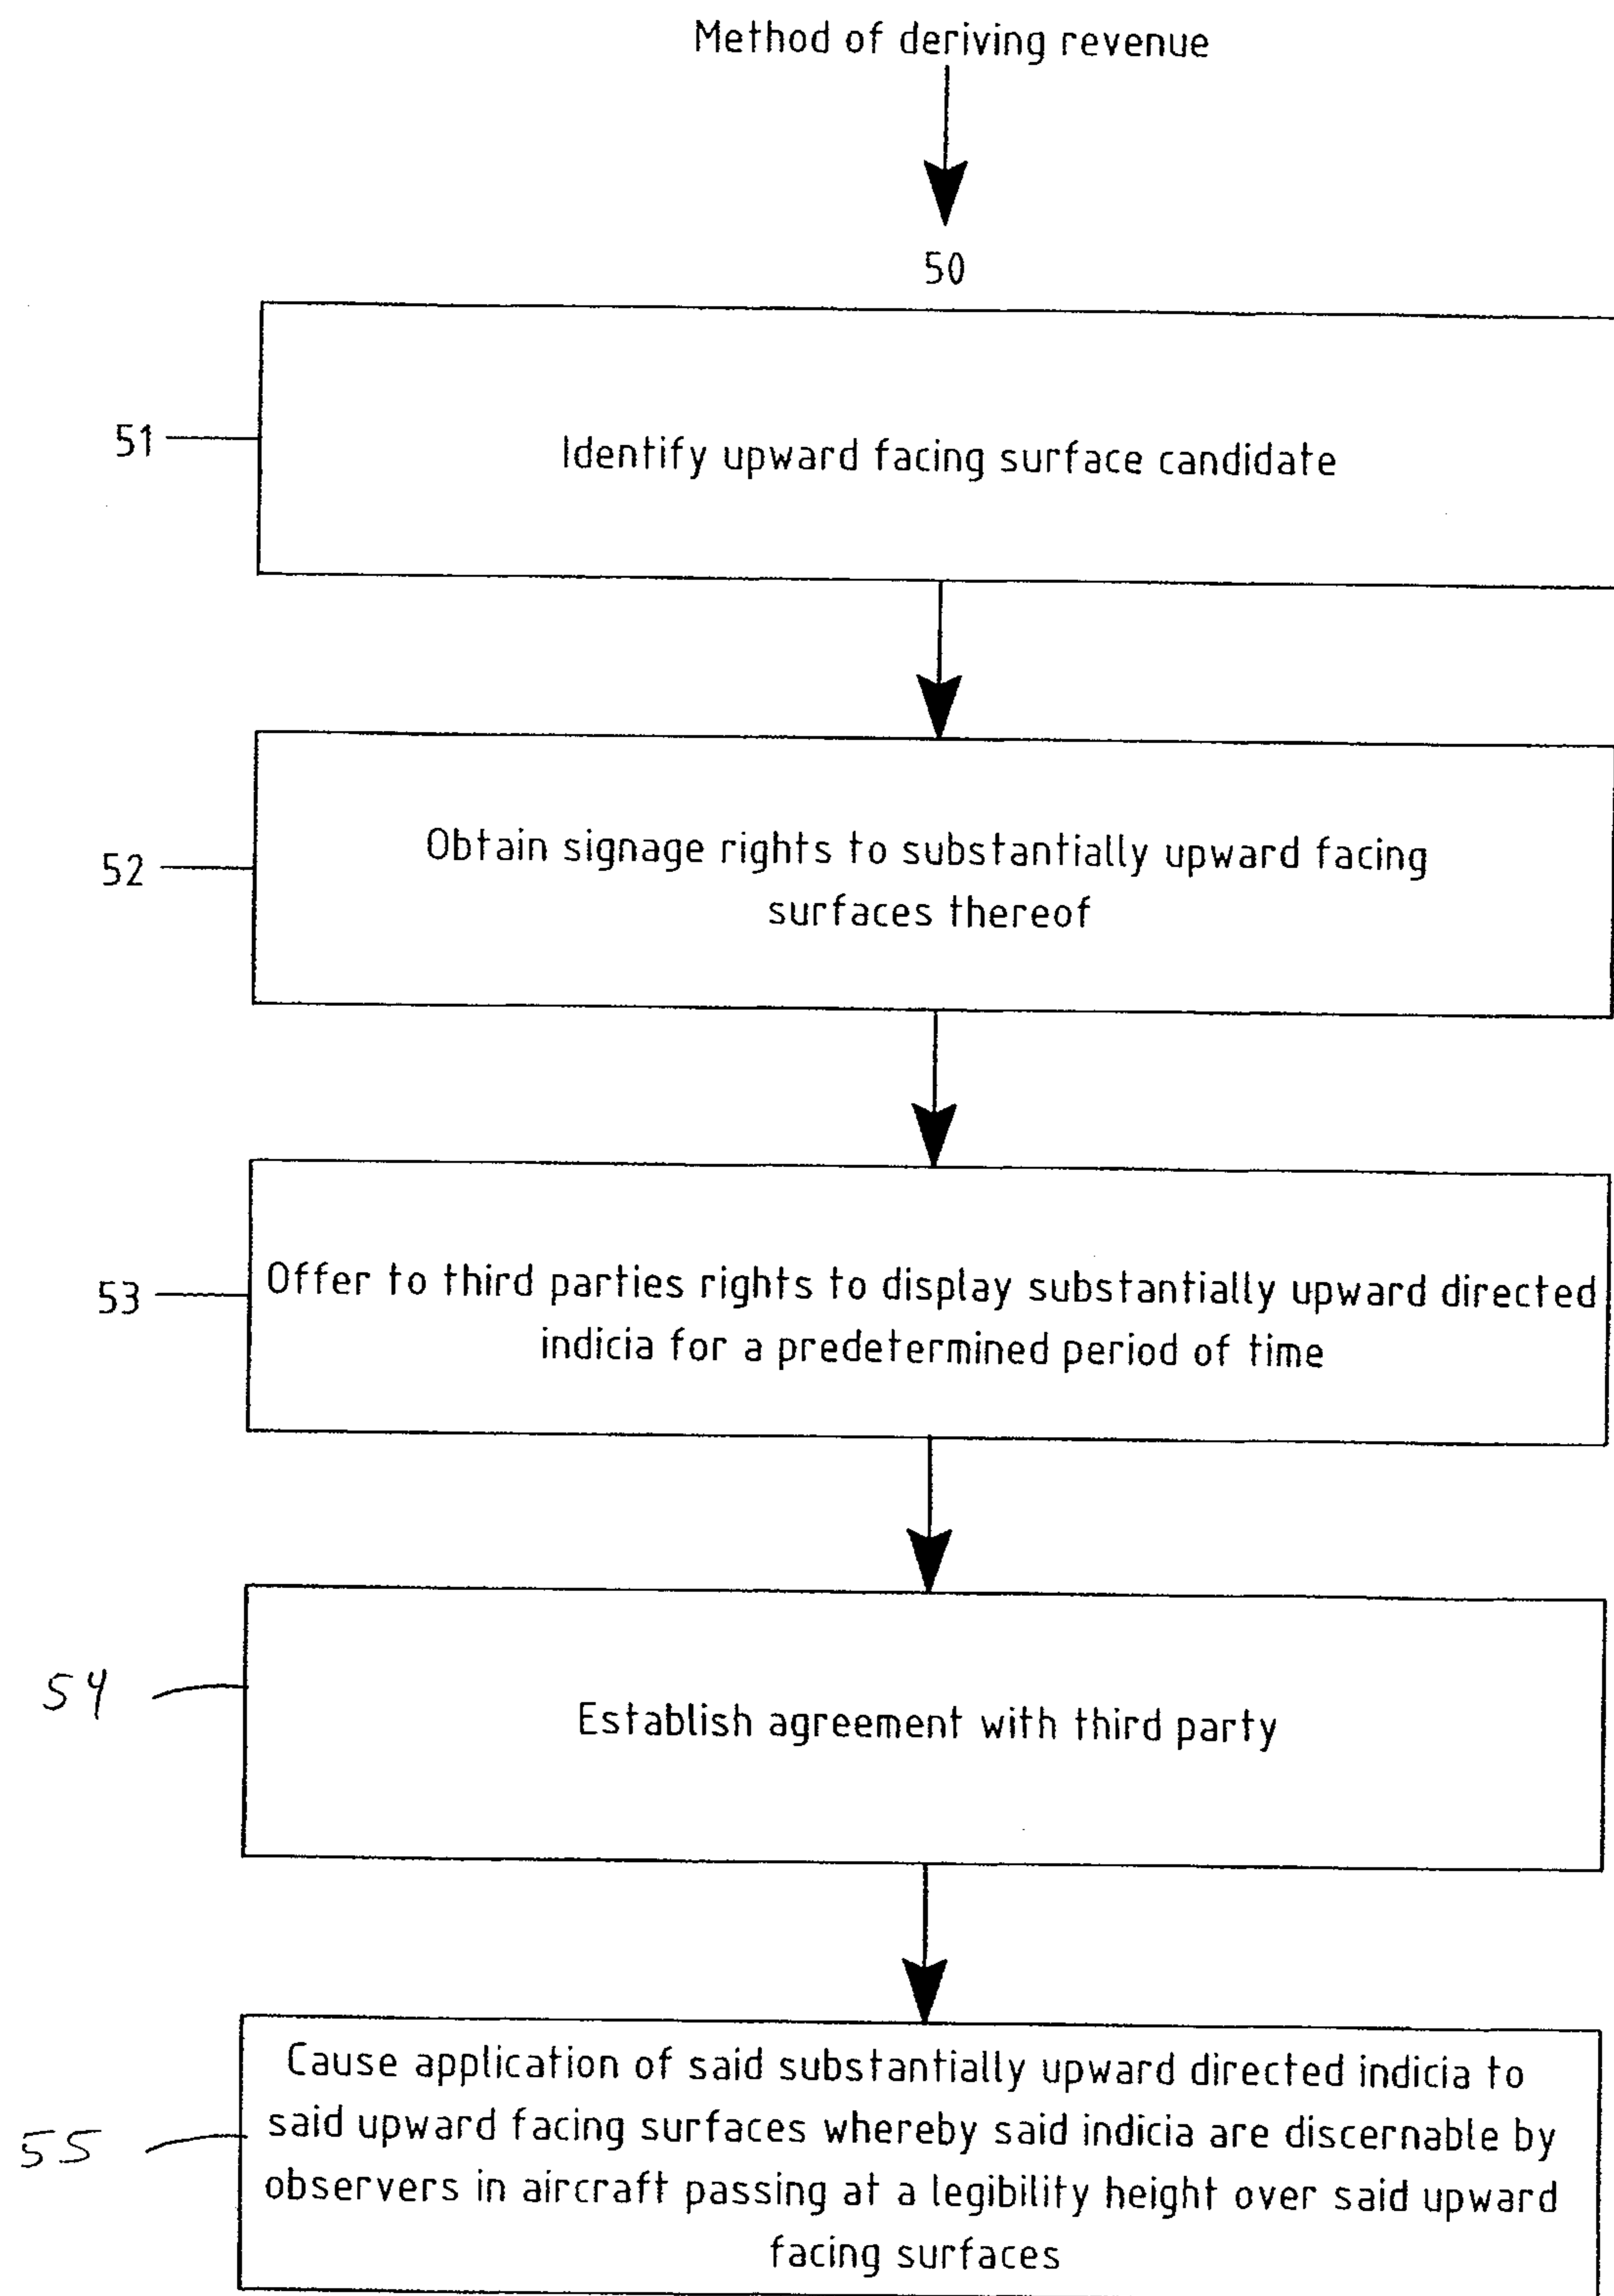 Method of deriving revenue
50
51
Identify upward facing surface candidate
52
Obtain signage rights to substantially upward facing
surfaces thereof
53
Offer to third parties rights to display substantially upward directed
indicia for a predetermined period of time
54
Establish agreement with third party
55
Cause application of said substantially upward directed indicia to
said upward facing surfaces whereby said indicia are discernable by
observers in aircraft passing at a legibility height over said upward
facing surfaces